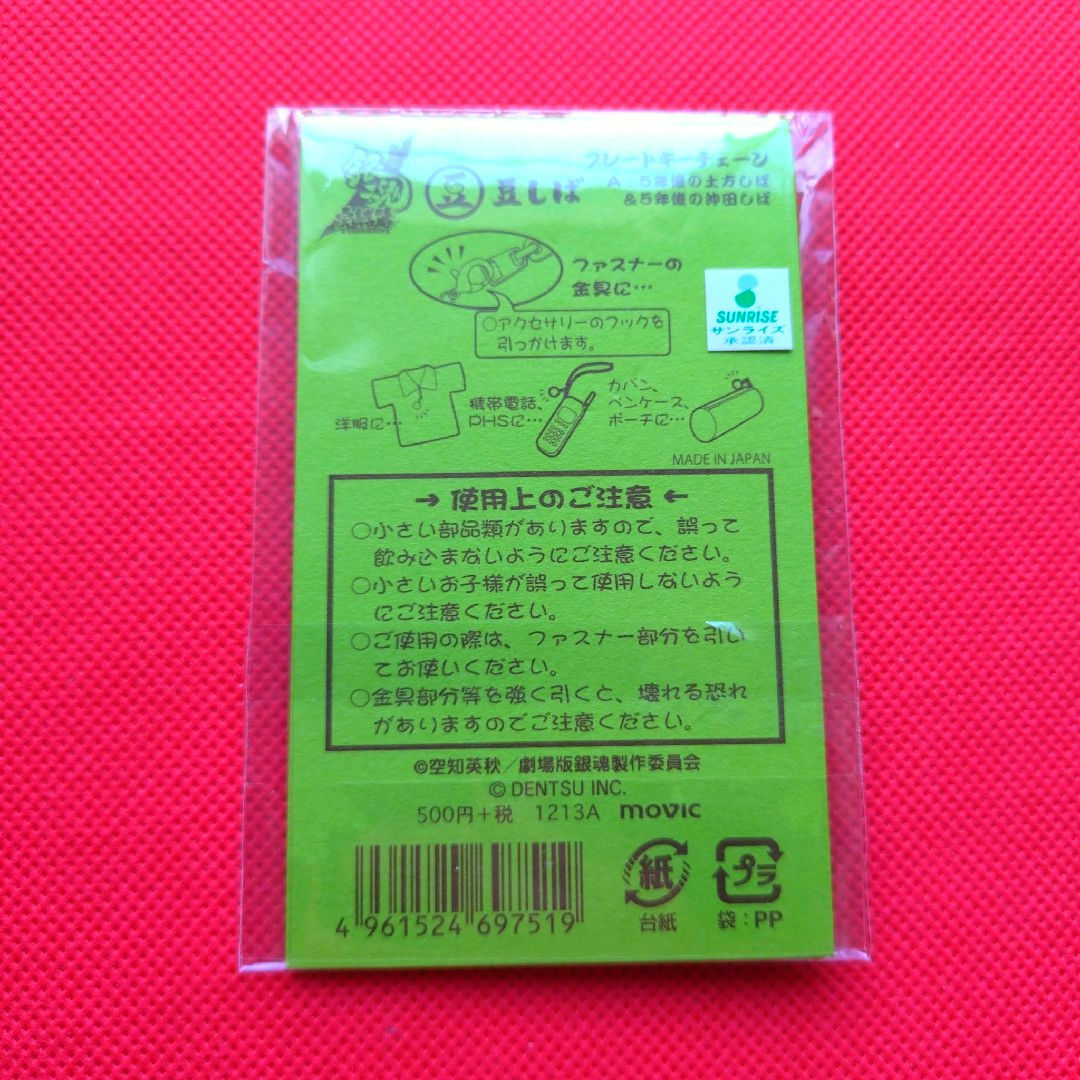 銀魂
豆 豆しば
プレートキーチェーン
A.5年後の土方しば
&5年後の沖田しば
ファスナーの
金具に…
○アクセサリーのフックを
引っかけます。
SUNRISE
サンライズ
承認済
洋服に…
携帯電話、
PHSに…
カバン、
ペンケース、
ポーチに…
MADE IN JAPAN
→ 使用上のご注意 ←
○小さい部品類がありますので、誤って
飲み込まないようにご注意ください。
○小さいお子様が誤って使用しないよう
にご注意ください。
○ご使用の際は、ファスナー部分を引い
てお使いください。
○金具部分等を強く引くと、壊れる恐れ
がありますのでご注意ください。
©空知英秋/劇場版銀魂製作委員会
© DENTSU INC.
500円+税 1213A movic
4 961524 697519
紙
台紙
プラ
袋:PP